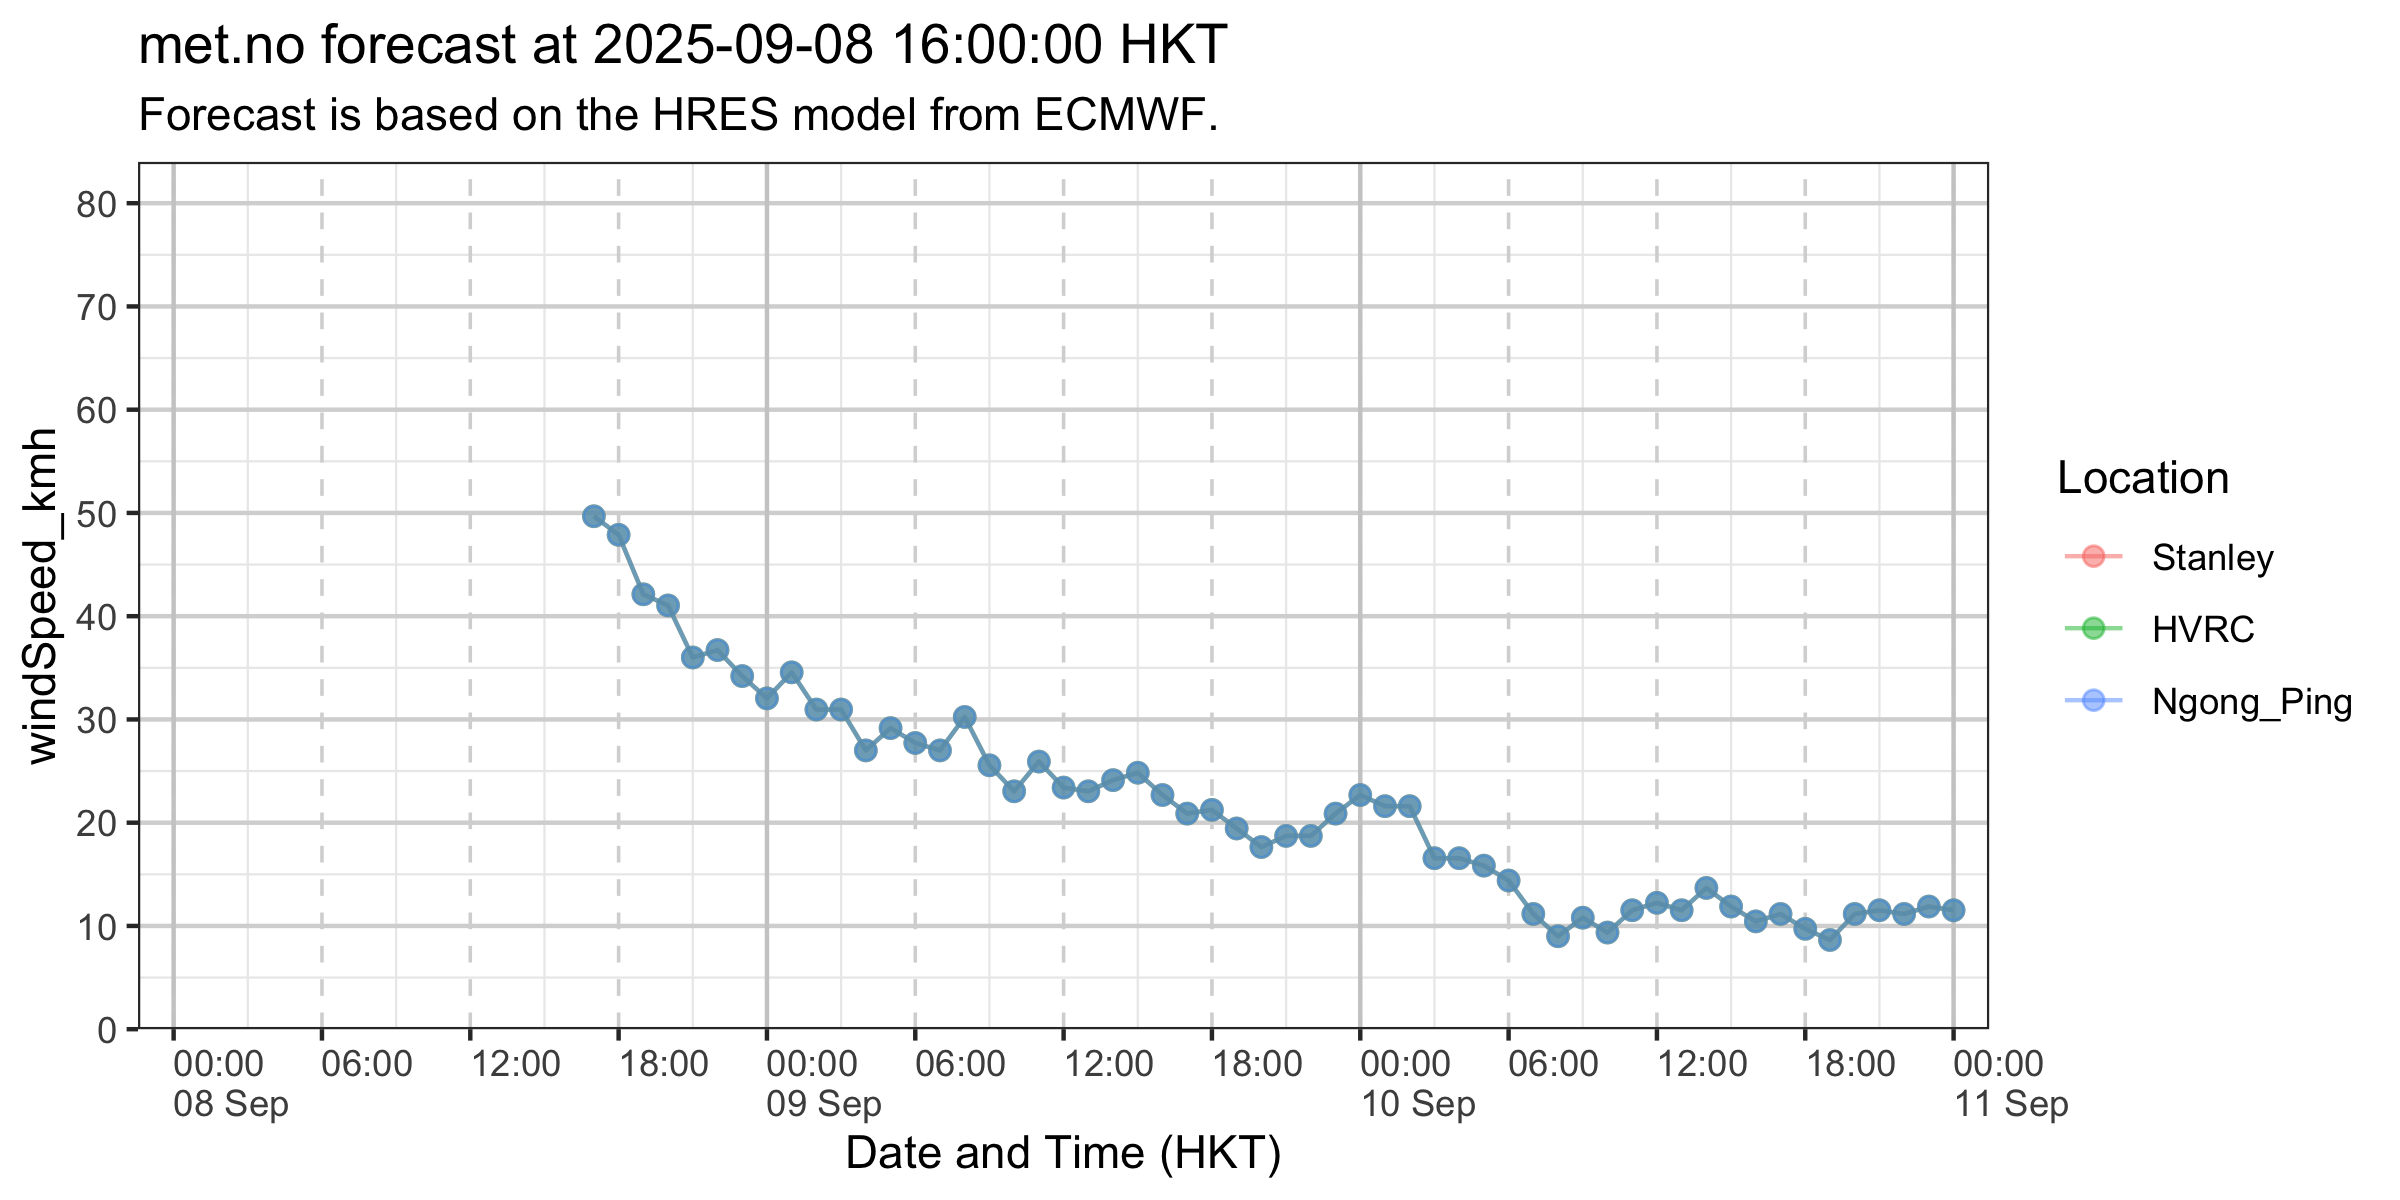 met.no forecast at 2025-09-08 16:00:00 HKT
Forecast is based on the HRES model from ECMWF.
windSpeed_kmh
80
70
60
50
40
30
20
10
0
00:00 06:00 12:00 18:00 00:00 06:00 12:00 18:00 00:00 06:00 12:00 18:00 00:00
08 Sep 09 Sep 10 Sep 11 Sep
Date and Time (HKT)
Location
Stanley
HVRC
Ngong_Ping